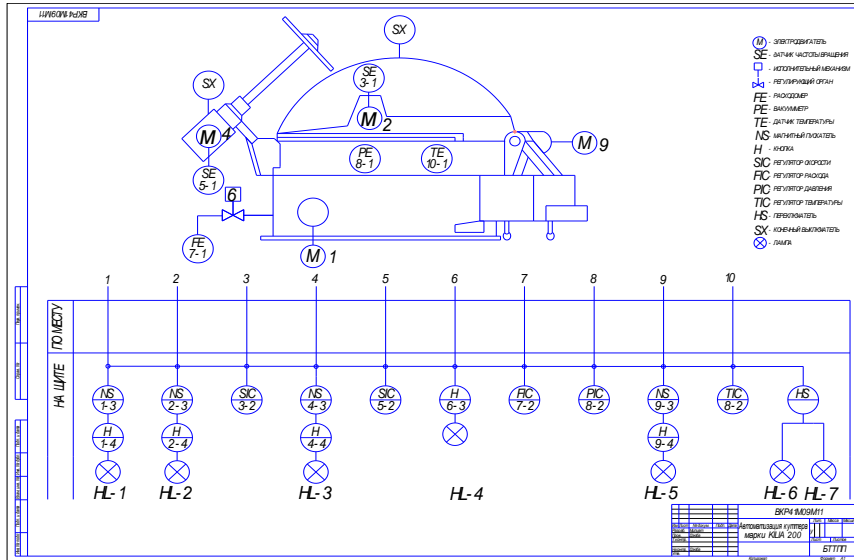 ВКР41М09М11
SX
SX
SE
3-1
M 2
M 4
M 9
PE
8-1
TE
10-1
SE
5-1
6
FE
7-1
M 1
M - ЭЛЕКТРОДВИГАТЕЛЬ
SE - ДАТЧИК ЧАСТОТЫ ВРАЩЕНИЯ
- ИСПОЛНИТЕЛЬНЫЙ МЕХАНИЗМ
- РЕГУЛИРУЮЩИЙ ОРГАН
FE - РАСХОДОМЕР
PE - ВАКУУММЕТР
TE - ДАТЧИК ТЕМПЕРАТУРЫ
NS - МАГНИТНЫЙ ПУСКАТЕЛЬ
H - КНОПКА
SIC - РЕГУЛЯТОР СКОРОСТИ
FIC - РЕГУЛЯТОР РАСХОДА
PIC - РЕГУЛЯТОР ДАВЛЕНИЯ
TIC - РЕГУЛЯТОР ТЕМПЕРАТУРЫ
HS - ПЕРЕКЛЮЧАТЕЛЬ
SX - КОНЕЧНЫЙ ВЫКЛЮЧАТЕЛЬ
- ЛАМПА
1 2 3 4 5 6 7 8 9 10
ПО МЕСТУ
НА ЩИТЕ
NS
1-3
NS
2-3
SIC
3-2
NS
4-3
SIC
5-2
H
6-3
FIC
7-2
PIC
8-2
NS
9-3
TIC
8-2
HS
H
1-4
H
2-4
H
4-4
H
9-4
HL-1 HL-2 HL-3 HL-4 HL-5 HL-6 HL-7
ВКР41М09М11
Автоматизация куттера
марки KILIA 200
БГТПП